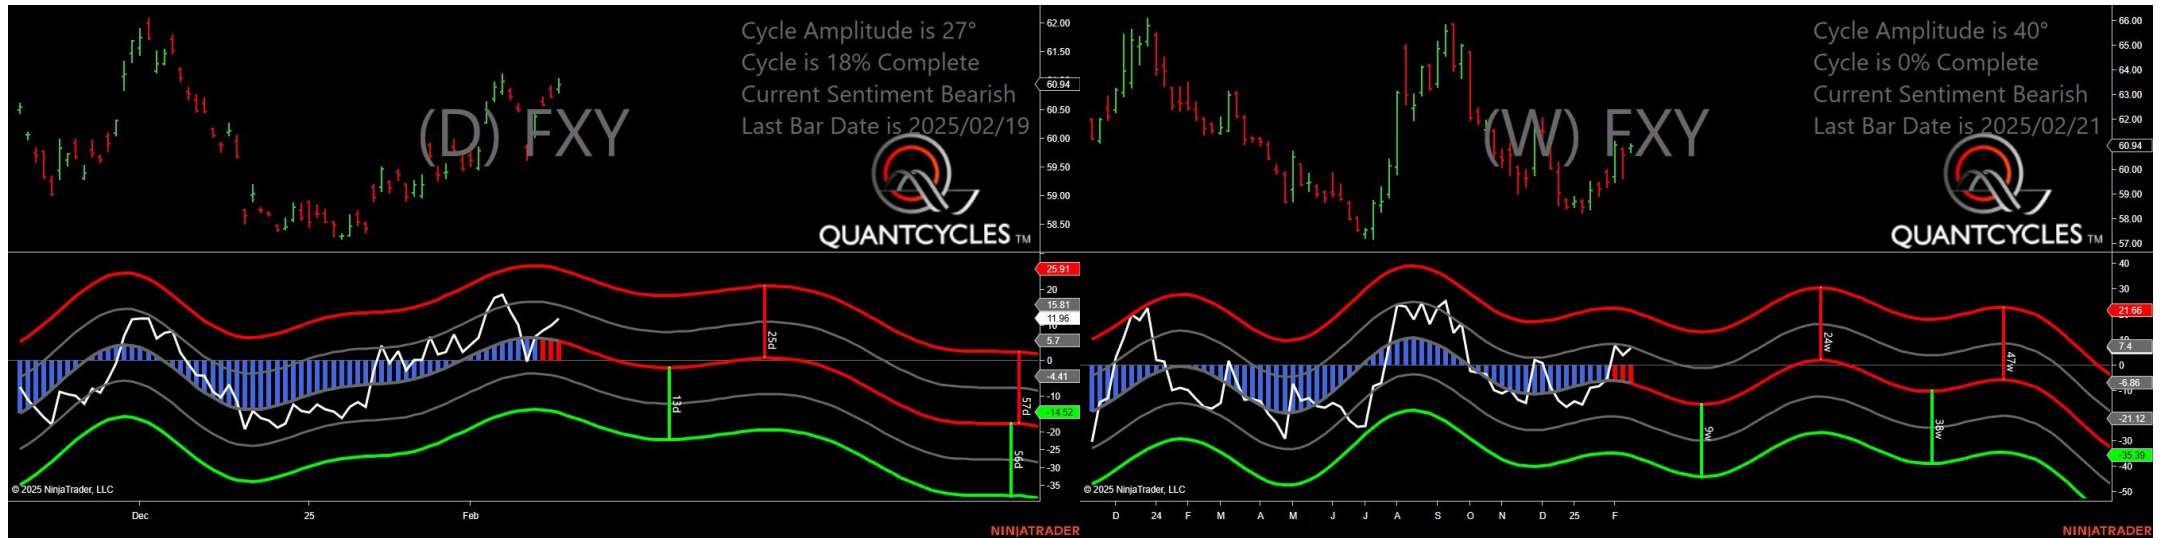 Cycle Amplitude is 27°
Cycle is 18% Complete
Current Sentiment Bearish
Last Bar Date is 2025/02/19
(D) FXY
QUANTCYCLES TM
62.00
61.50
60.94
60.50
60.00
59.50
59.00
58.50
25.91
20
15.81
11.96
10
5.7
0
-4.41
-10
-14.52
-20
-25
-30
-35
25d
13d
57d
56d
© 2025 NinjaTrader, LLC
Dec
25
Feb
NINJATRADER
Cycle Amplitude is 40°
Cycle is 0% Complete
Current Sentiment Bearish
Last Bar Date is 2025/02/21
(W) FXY
QUANTCYCLES TM
66.00
65.00
64.00
63.00
62.00
60.94
60.00
59.00
58.00
57.00
40
30
21.66
7.4
0
-6.86
-10
-21.12
-30
-35.39
-40
-50
24w
47w
9w
38w
© 2025 NinjaTrader, LLC
D
24
F
M
A
M
J
J
A
S
O
N
D
25
F
NINJATRADER